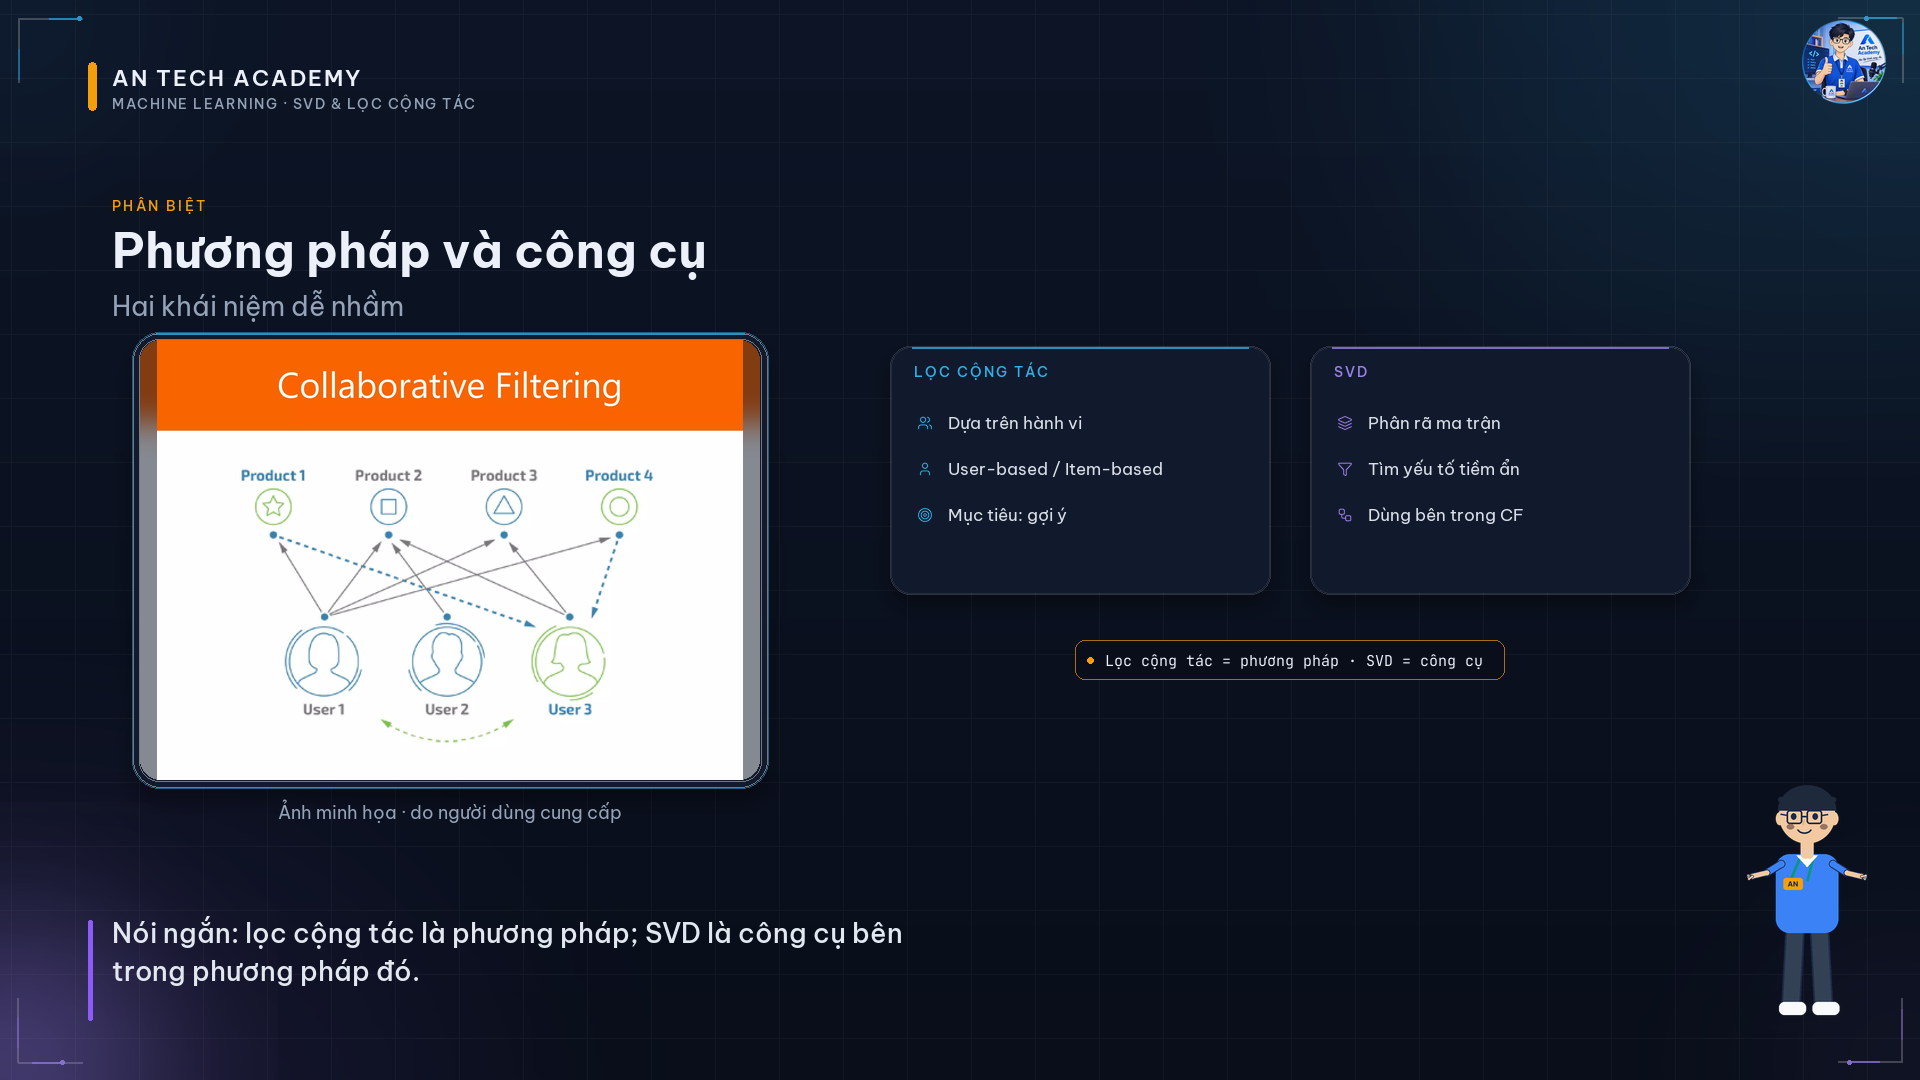 AN TECH ACADEMY
MACHINE LEARNING · SVD & LỌC CỘNG TÁC
An Tech
Academy
PHÂN BIỆT
Phương pháp và công cụ
Hai khái niệm dễ nhầm
Collaborative Filtering
Product 1
Product 2
Product 3
Product 4
User 1
User 2
User 3
Ảnh minh họa · do người dùng cung cấp
LỌC CỘNG TÁC
Dựa trên hành vi
User-based / Item-based
Mục tiêu: gợi ý
SVD
Phân rã ma trận
Tìm yếu tố tiềm ẩn
Dùng bên trong CF
Lọc cộng tác = phương pháp · SVD = công cụ
AN
Nói ngắn: lọc cộng tác là phương pháp; SVD là công cụ bên
trong phương pháp đó.